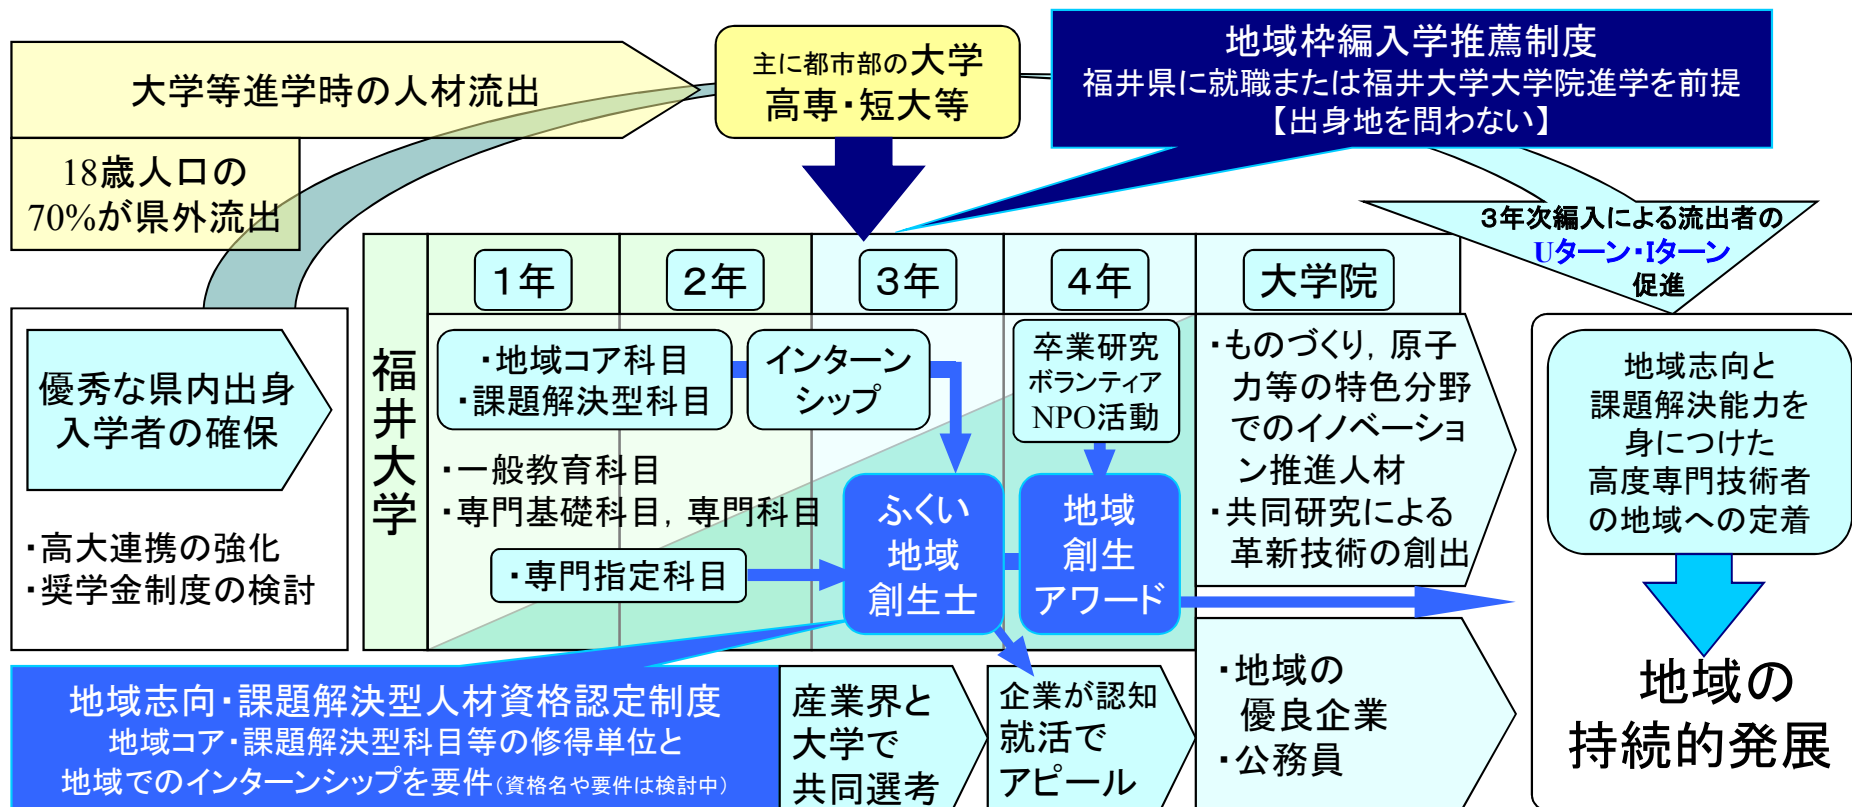 大学等進学時の人材流出
18歳人口の
70%が県外流出
主に都市部の大学
高専・短大等
地域枠編入学推薦制度
福井県に就職または福井大学大学院進学を前提
【出身地を問わない】
3年次編入による流出者の
Uターン・Iターン
促進
優秀な県内出身
入学者の確保
・高大連携の強化
・奨学金制度の検討
福井大学
1年
2年
3年
4年
大学院
・地域コア科目
・課題解決型科目
インターン
シップ
卒業研究
ボランティア
NPO活動
・一般教育科目
・専門基礎科目, 専門科目
・専門指定科目
ふくい
地域
創生士
地域
創生
アワード
・ものづくり, 原子
力等の特色分野
でのイノベーショ
ン推進人材
・共同研究による
革新技術の創出
地域志向と
課題解決能力を
身につけた
高度専門技術者
の地域への定着
地域の
持続的発展
地域志向・課題解決型人材資格認定制度
地域コア・課題解決型科目等の修得単位と
地域でのインターンシップを要件(資格名や要件は検討中)
産業界と
大学で
共同選考
企業が認知
就活で
アピール
・地域の
優良企業
・公務員